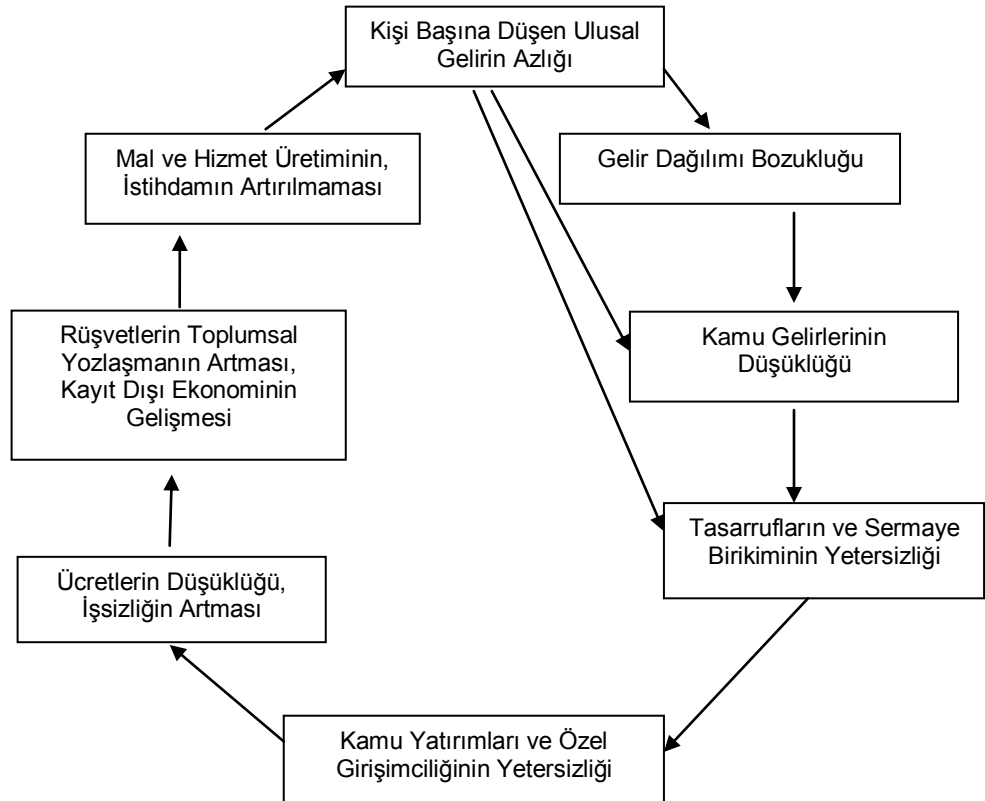 Kişi Başına Düşen Ulusal
Gelirin Azlığı
Gelir Dağılımı Bozukluğu
Kamu Gelirlerinin
Düşüklüğü
Tasarrufların ve Sermaye
Birikiminin Yetersizliği
Kamu Yatırımları ve Özel
Girişimciliğinin Yetersizliği
Ücretlerin Düşüklüğü,
İşsizliğin Artması
Rüşvetlerin Toplumsal
Yozlaşmanın Artması,
Kayıt Dışı Ekonominin
Gelişmesi
Mal ve Hizmet Üretiminin,
İstihdamın Artırılmaması